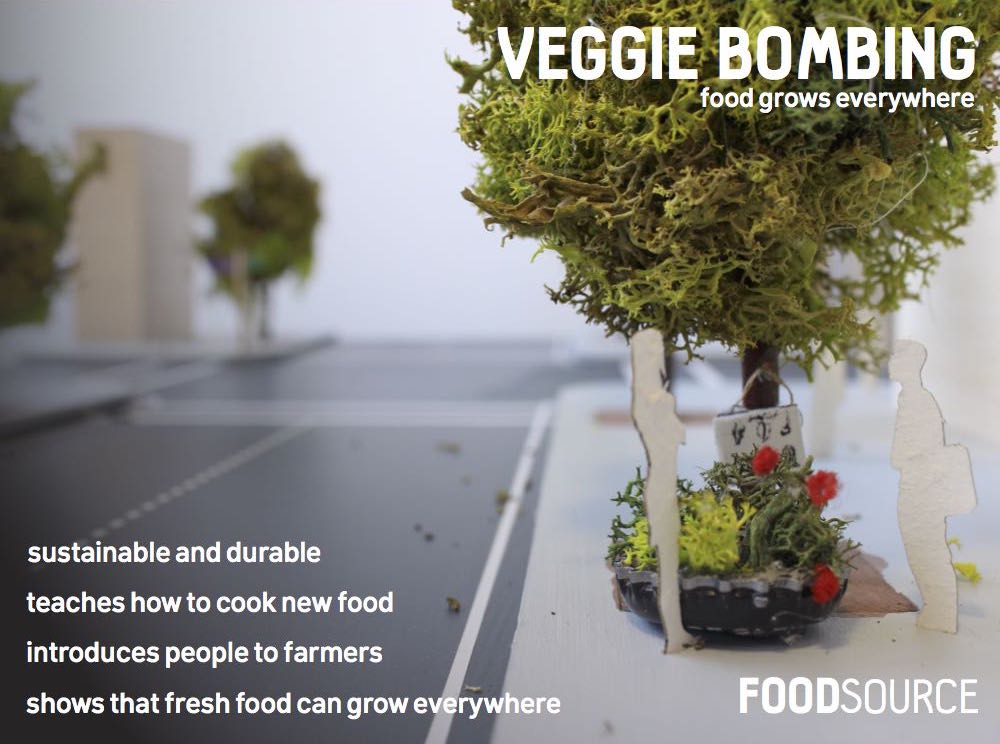 VEGGIE BOMBING
food grows everywhere
sustainable and durable
teaches how to cook new food
introduces people to farmers
shows that fresh food can grow everywhere
FOODSOURCE